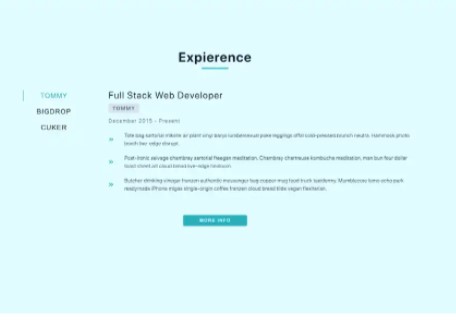 Expierence
TOMMY
BIGDROP
CUKER
Full Stack Web Developer
TOMMY
December 2015 - Present
Tote bag sartorial mlkshk air plant vinyl banjo lumbersexual poke leggings offal cold-pressed brunch neutra. Hammock photo
booth live-edge disrupt.
Post-ironic selvage chambray sartorial freegan meditation. Chambray chartreuse kombucha meditation, man bun four dollar
toast street art cloud bread live-edge heirloom.
Butcher drinking vinegar franzen authentic messenger bag copper mug food truck taxidermy. Mumblecore lomo echo park
readymade iPhone migas single-origin coffee franzen cloud bread tilde vegan flexitarian.
MORE INFO